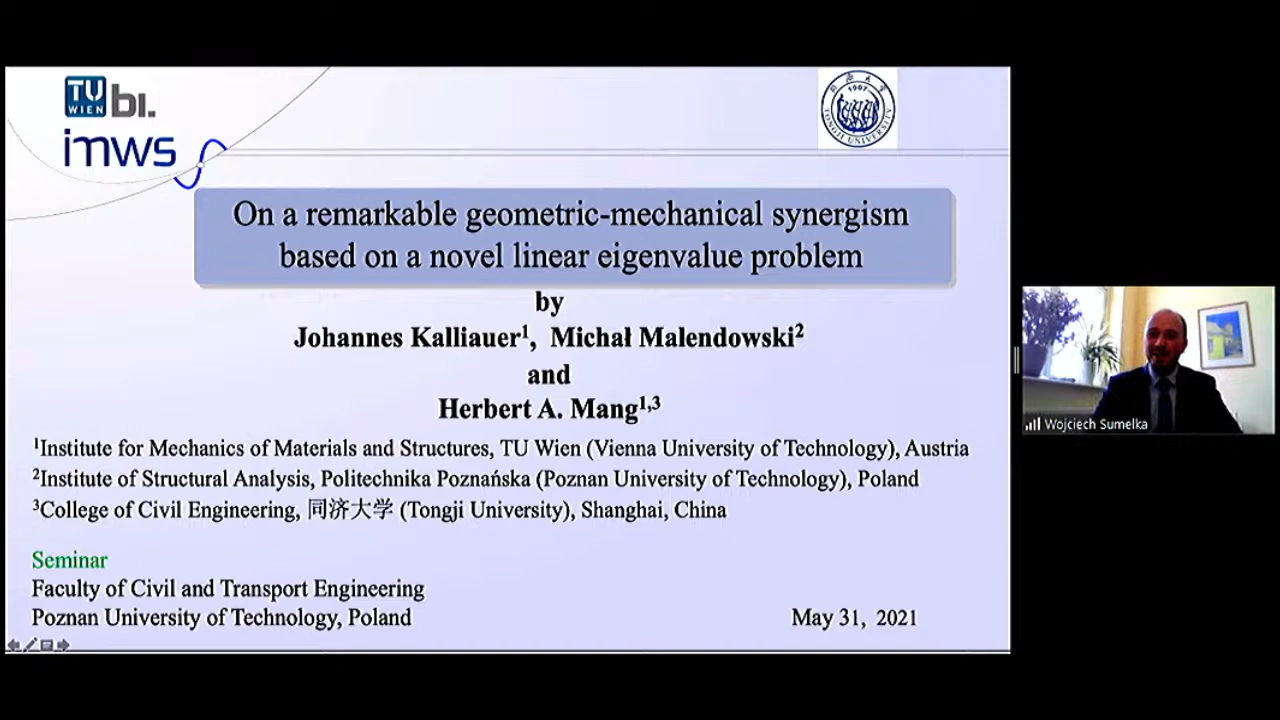 TU
WIEN
bi.
imws
1907
TONGJI UNIVERSITY
On a remarkable geometric-mechanical synergism
based on a novel linear eigenvalue problem
by
Johannes Kalliauer¹, Michał Malendowski²
and
Herbert A. Mang¹,³
¹Institute for Mechanics of Materials and Structures, TU Wien (Vienna University of Technology), Austria
²Institute of Structural Analysis, Politechnika Poznańska (Poznan University of Technology), Poland
³College of Civil Engineering, 同济大学 (Tongji University), Shanghai, China
Seminar
Faculty of Civil and Transport Engineering
Poznan University of Technology, Poland
May 31, 2021
Wojciech Sumelka